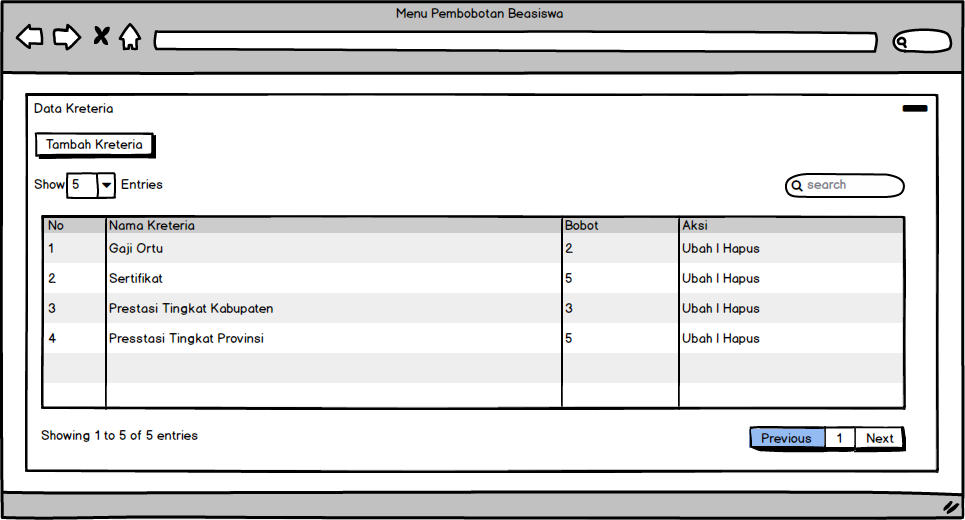 Menu Pembobotan Beasiswa
Data Kreteria
Tambah Kreteria
Show 5 Entries
search
No Nama Kreteria Bobot Aksi
1 Gaji Ortu 2 Ubah | Hapus
2 Sertifikat 5 Ubah | Hapus
3 Prestasi Tingkat Kabupaten 3 Ubah | Hapus
4 Presstasi Tingkat Provinsi 5 Ubah | Hapus
Showing 1 to 5 of 5 entries
Previous 1 Next